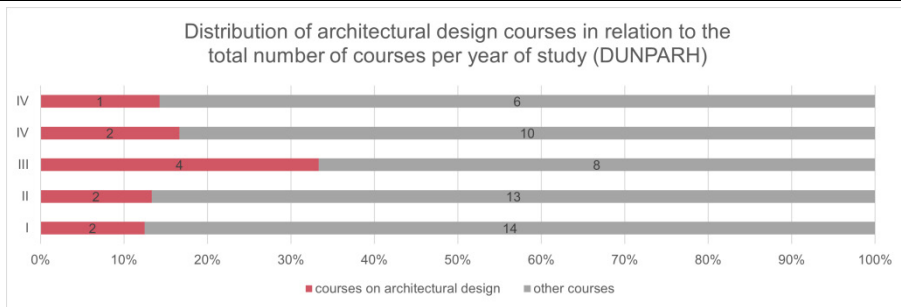 Distribution of architectural design courses in relation to the
total number of courses per year of study (DUNPARH)
IV 1 6
IV 2 10
III 4 8
II 2 13
I 2 14
0% 10% 20% 30% 40% 50% 60% 70% 80% 90% 100%
courses on architectural design other courses